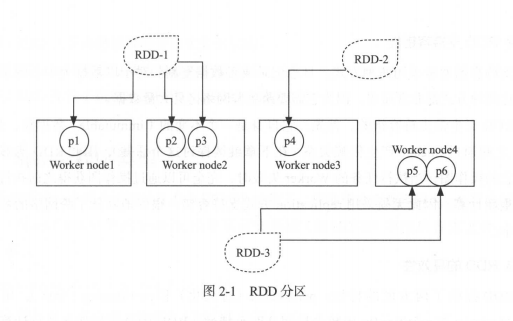 RDD-1
RDD-2
p1
p2
p3
p4
Worker node1
Worker node2
Worker node3
Worker node4
p5
p6
RDD-3
图 2-1 RDD 分区